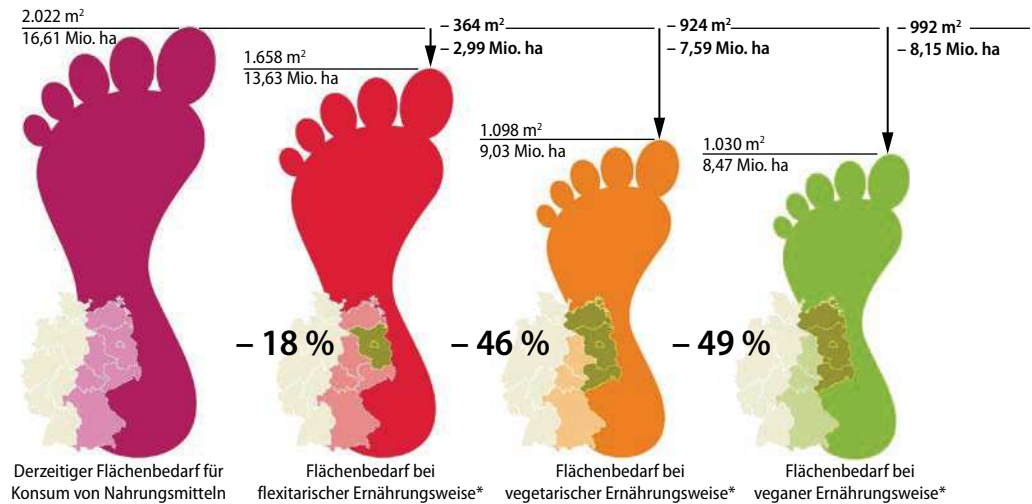 2.022 m²
16,61 Mio. ha
– 364 m²
– 2,99 Mio. ha
1.658 m²
13,63 Mio. ha
– 924 m²
– 7,59 Mio. ha
1.098 m²
9,03 Mio. ha
– 992 m²
– 8,15 Mio. ha
1.030 m²
8,47 Mio. ha
– 18 %
– 46 %
– 49 %
Derzeitiger Flächenbedarf für
Konsum von Nahrungsmitteln
Flächenbedarf bei
flexitarischer Ernährungsweise*
Flächenbedarf bei
vegetarischer Ernährungsweise*
Flächenbedarf bei
veganer Ernährungsweise*